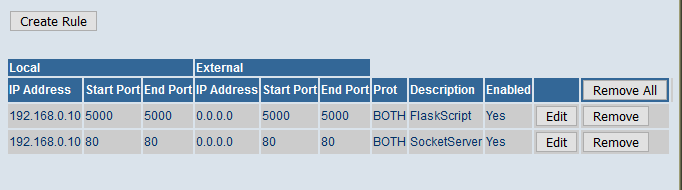 Create Rule
Local External
IP Address Start Port End Port IP Address Start Port End Port Prot Description Enabled Remove All
192.168.0.10 5000 5000 0.0.0.0 5000 5000 BOTH FlaskScript Yes Edit Remove
192.168.0.10 80 80 0.0.0.0 80 80 BOTH SocketServer Yes Edit Remove